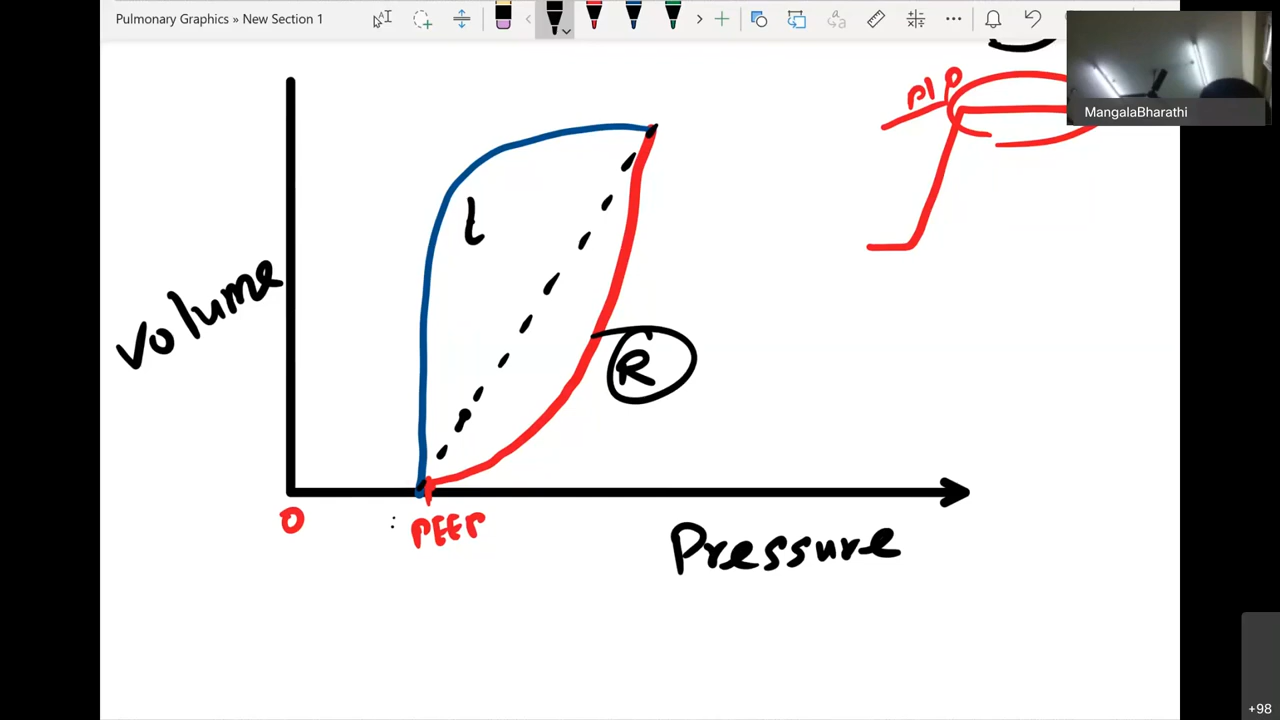 Pulmonary Graphics » New Section 1
PIP
MangalaBharathi
volume
R
0
PEEP
Pressure
+98